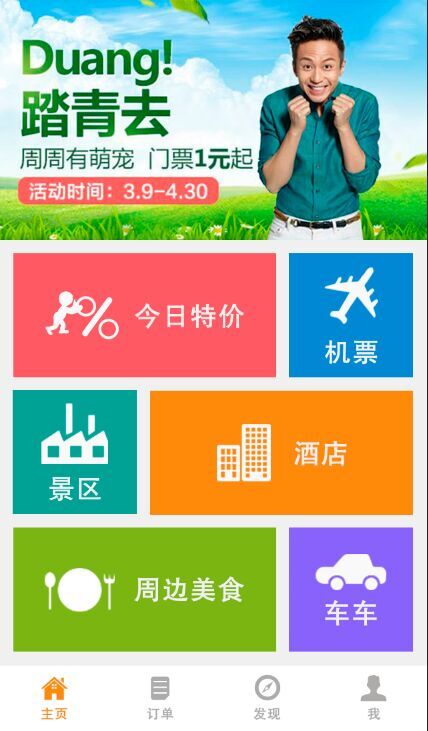 Duang!
踏青去
周周有萌宠 门票1元起
活动时间：3.9-4.30
今日特价
机票
景区
酒店
周边美食
车车
主页
订单
发现
我